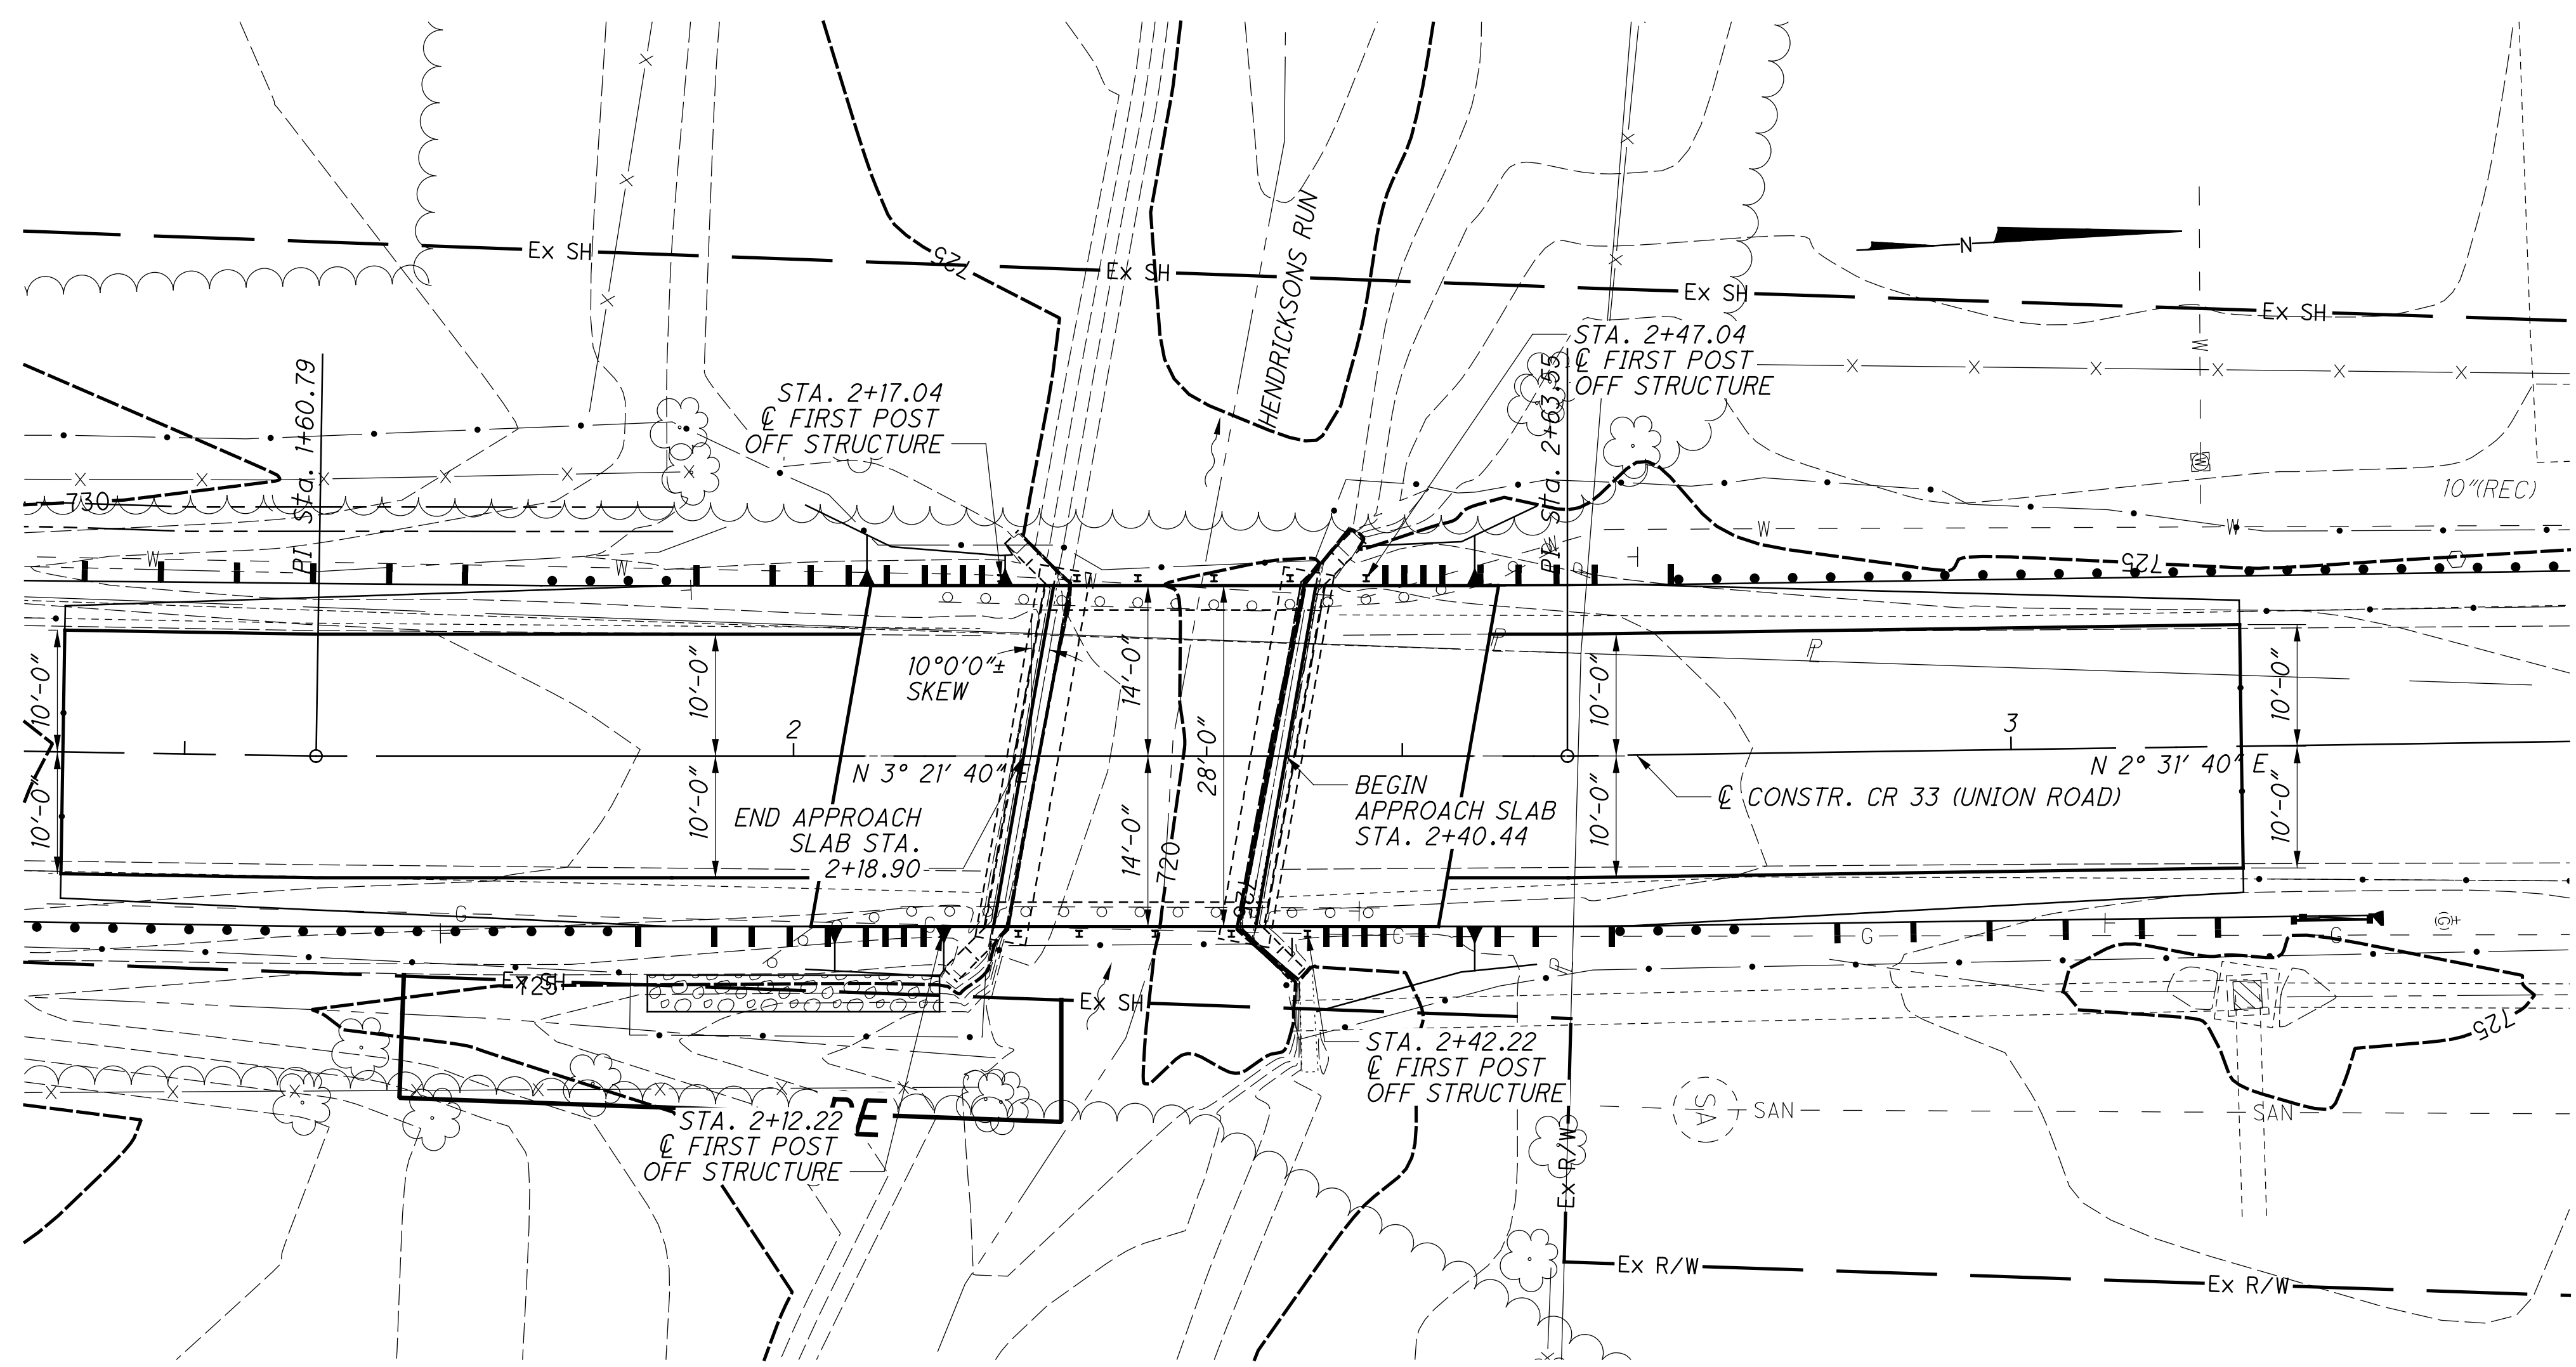 Ex SH
Ex SH
Ex SH
Ex SH
725
N
W
HENDRICKSONS RUN
STA. 2+47.04
℄ FIRST POST
OFF STRUCTURE
PI Sta. 1+60.79
PI Sta. 2+63.55
STA. 2+17.04
℄ FIRST POST
OFF STRUCTURE
730
10"(REC)
W
W
W
W
725
10'-0"
10'-0"
10°0'0"±
SKEW
14'-0"
10'-0"
10'-0"
2
3
N 3° 21' 40" E
28'-0"
N 2° 31' 40" E
BEGIN
APPROACH SLAB
STA. 2+40.44
℄ CONSTR. CR 33 (UNION ROAD)
END APPROACH
SLAB STA.
2+18.90
10'-0"
10'-0"
14'-0"
720
10'-0"
10'-0"
725
G
G
G
G
G
Ex SH
725
Ex SH
725
STA. 2+42.22
℄ FIRST POST
OFF STRUCTURE
STA. 2+12.22
℄ FIRST POST
OFF STRUCTURE
SA
SAN
SAN
Ex R/W
Ex R/W
Ex R/W